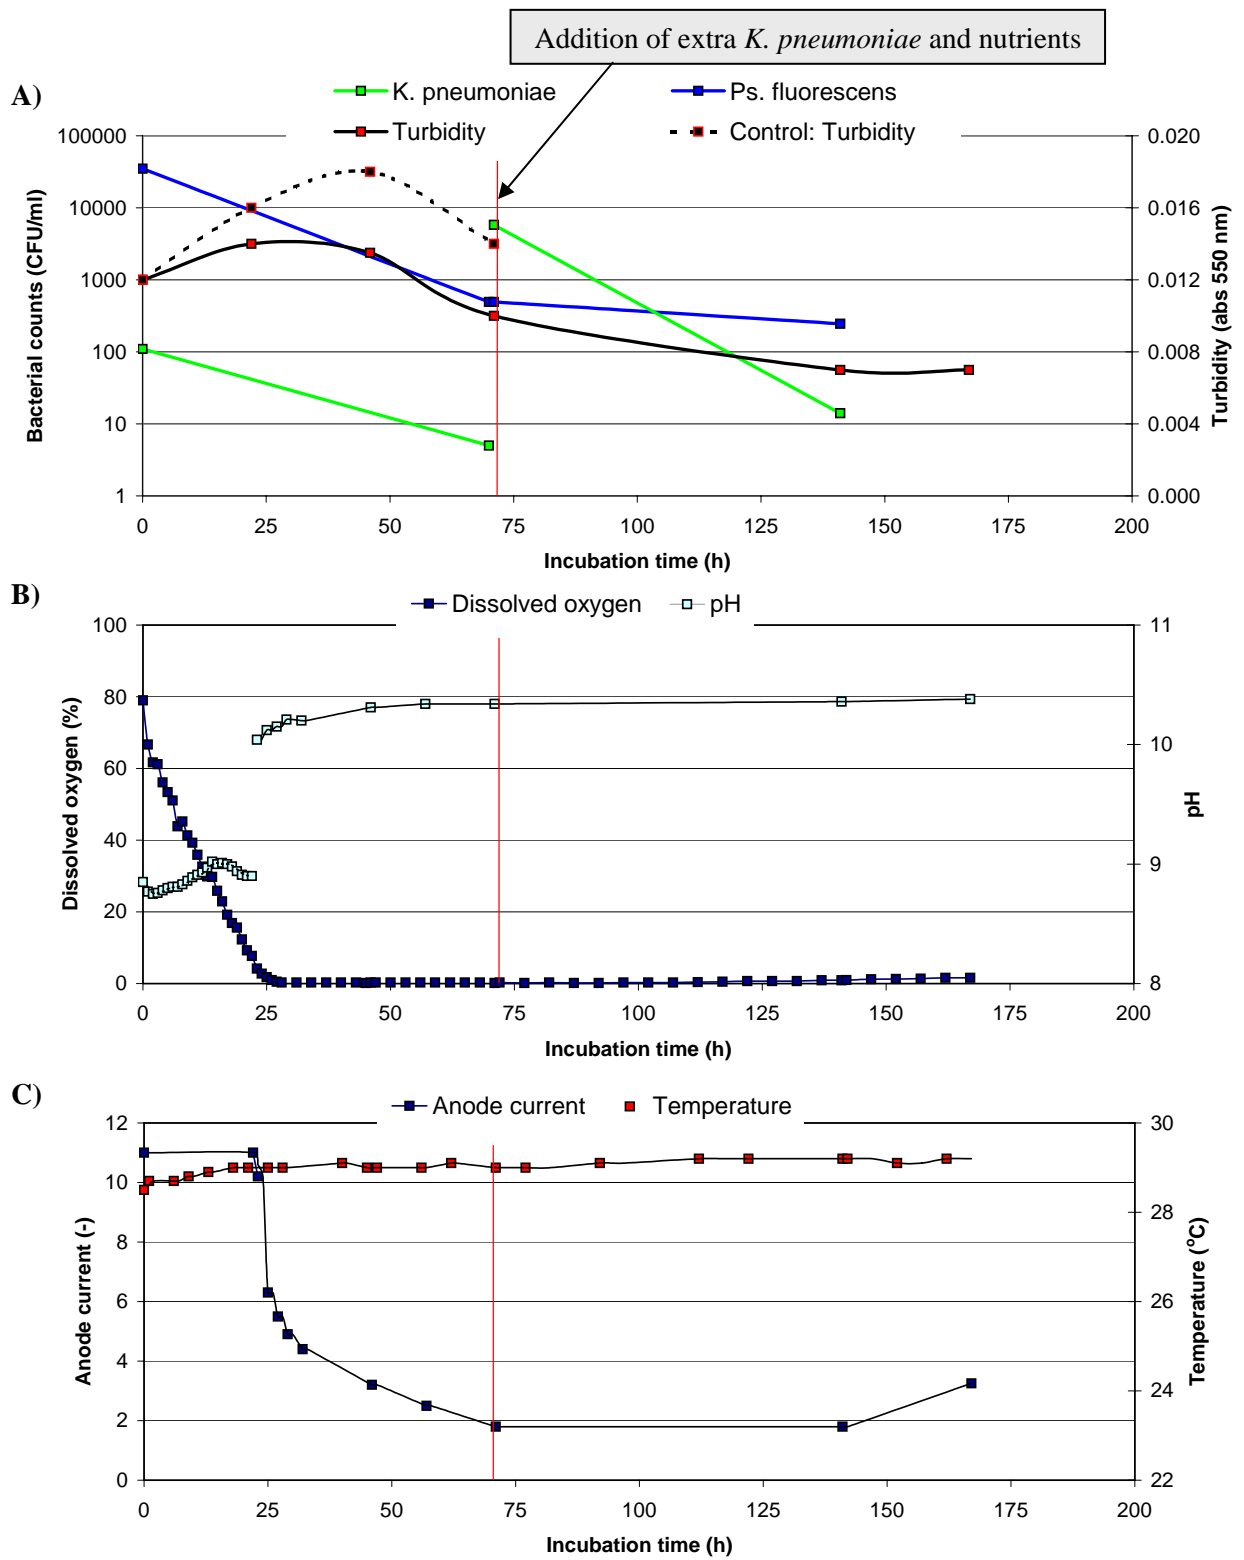 Addition of extra K. pneumoniae and nutrients
A)
K. pneumoniae
Ps. fluorescens
Turbidity
Control: Turbidity
100000
10000
1000
100
10
1
Bacterial counts (CFU/ml)
0.020
0.016
0.012
0.008
0.004
0.000
Turbidity (abs 550 nm)
0 25 50 75 100 125 150 175 200
Incubation time (h)
B)
Dissolved oxygen
pH
100
80
60
40
20
0
Dissolved oxygen (%)
11
10
9
8
pH
0 25 50 75 100 125 150 175 200
Incubation time (h)
C)
Anode current
Temperature
12
10
8
6
4
2
0
Anode current (-)
30
28
26
24
22
Temperature (°C)
0 25 50 75 100 125 150 175 200
Incubation time (h)